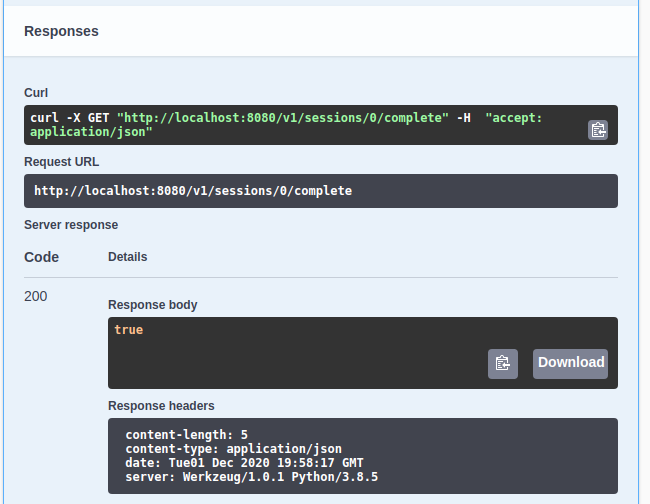 Responses
Curl
curl -X GET "http://localhost:8080/v1/sessions/0/complete" -H  "accept:
application/json"
Request URL
http://localhost:8080/v1/sessions/0/complete
Server response
Code Details
200
Response body
true
Download
Response headers
content-length: 5
content-type: application/json
date: Tue01 Dec 2020 19:58:17 GMT
server: Werkzeug/1.0.1 Python/3.8.5